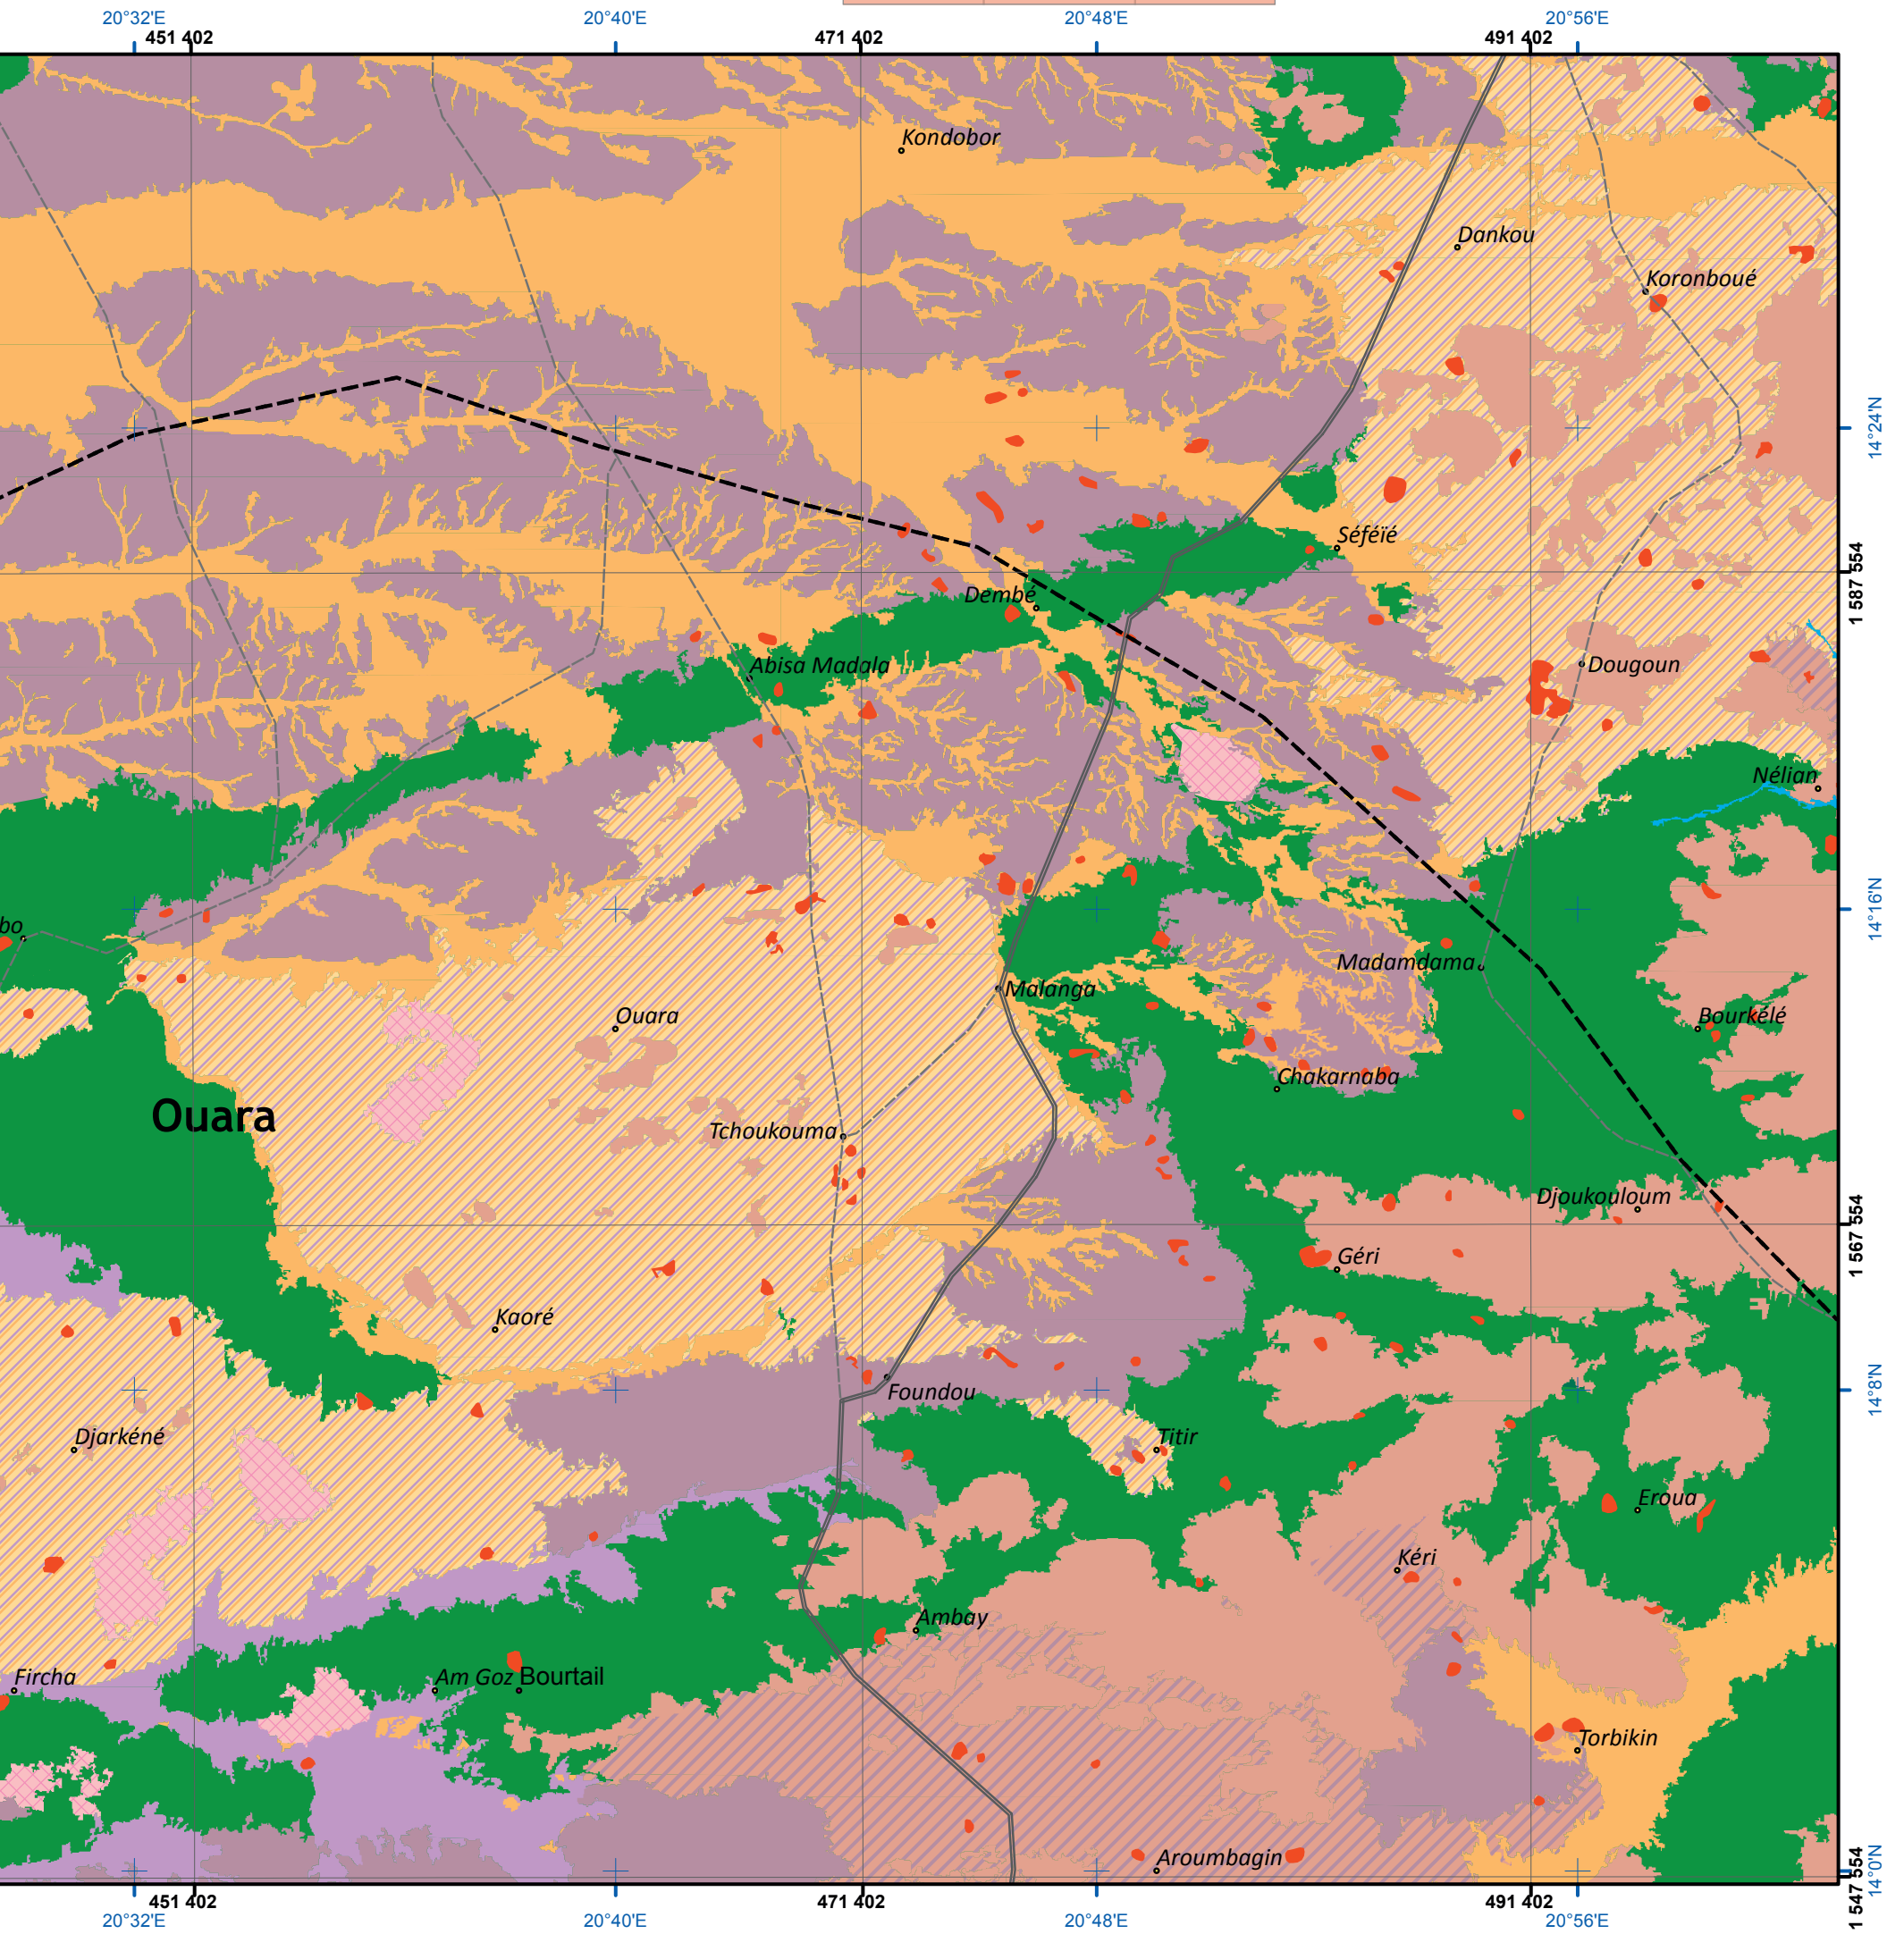 20°32'E 20°40'E 20°48'E 20°56'E
451 402 471 402 491 402
Kondobor
Dankou
Koronboué
14°24'N
Séféïé
1 587 554
Dembé
Abisa Madala
Dougoun
Nélian
14°16'N
bo
Madamdama
Malanga
Ouara
Bourkélé
Chakarnaba
Ouara
Tchoukouma
Djoukouloum
1 567 554
Géri
Kaoré
14°8'N
Foundou
Djarkéné
Titir
Eroua
Kéri
Ambay
Fircha
Am Goz
Bourtail
Torbikin
Aroumbagin
14°0'N
1 547 554
451 402 471 402 491 402
20°32'E 20°40'E 20°48'E 20°56'E